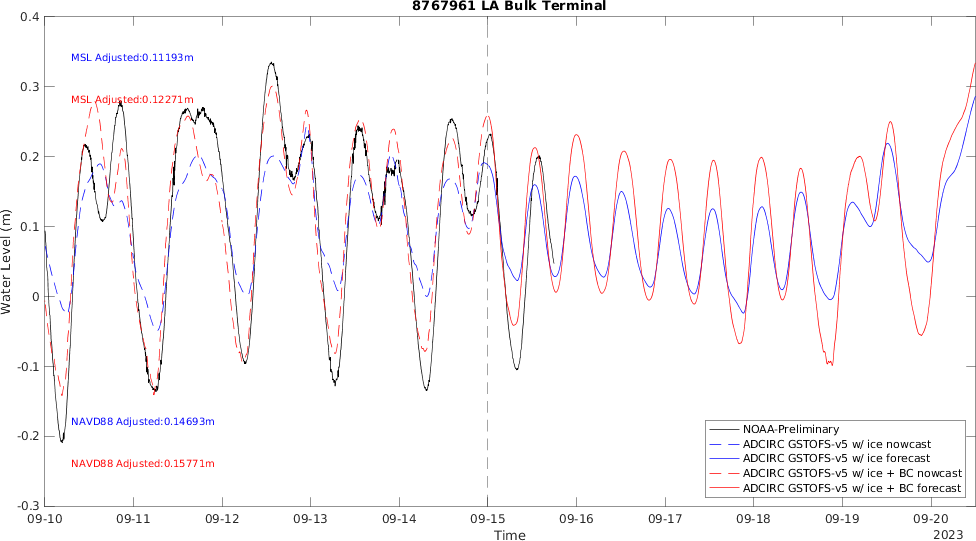 8767961 LA Bulk Terminal
0.4
0.3
0.2
0.1
0
-0.1
-0.2
-0.3
Water Level (m)
MSL Adjusted:0.11193m
MSL Adjusted:0.12271m
NAVD88 Adjusted:0.14693m
NAVD88 Adjusted:0.15771m
NOAA-Preliminary
ADCIRC GSTOFS-v5 w/ ice nowcast
ADCIRC GSTOFS-v5 w/ ice forecast
ADCIRC GSTOFS-v5 w/ ice + BC nowcast
ADCIRC GSTOFS-v5 w/ ice + BC forecast
09-10 09-11 09-12 09-13 09-14 09-15 09-16 09-17 09-18 09-19 09-20
Time
2023